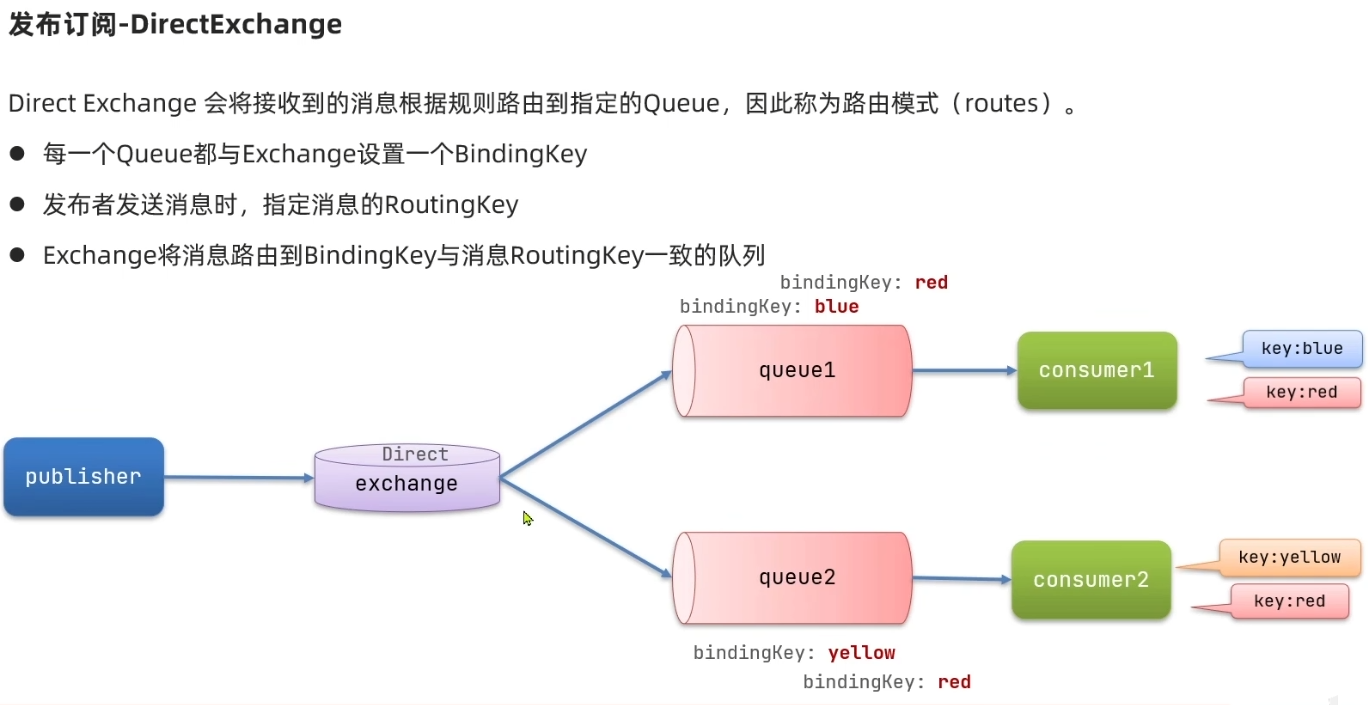 发布订阅-DirectExchange
Direct Exchange 会将接收到的消息根据规则路由到指定的Queue，因此称为路由模式（routes）。
● 每一个Queue都与Exchange设置一个BindingKey
● 发布者发送消息时，指定消息的RoutingKey
● Exchange将消息路由到BindingKey与消息RoutingKey一致的队列
bindingKey: red
bindingKey: blue
queue1
consumer1
key:blue
key:red
publisher
Direct
exchange
queue2
consumer2
key:yellow
key:red
bindingKey: yellow
bindingKey: red